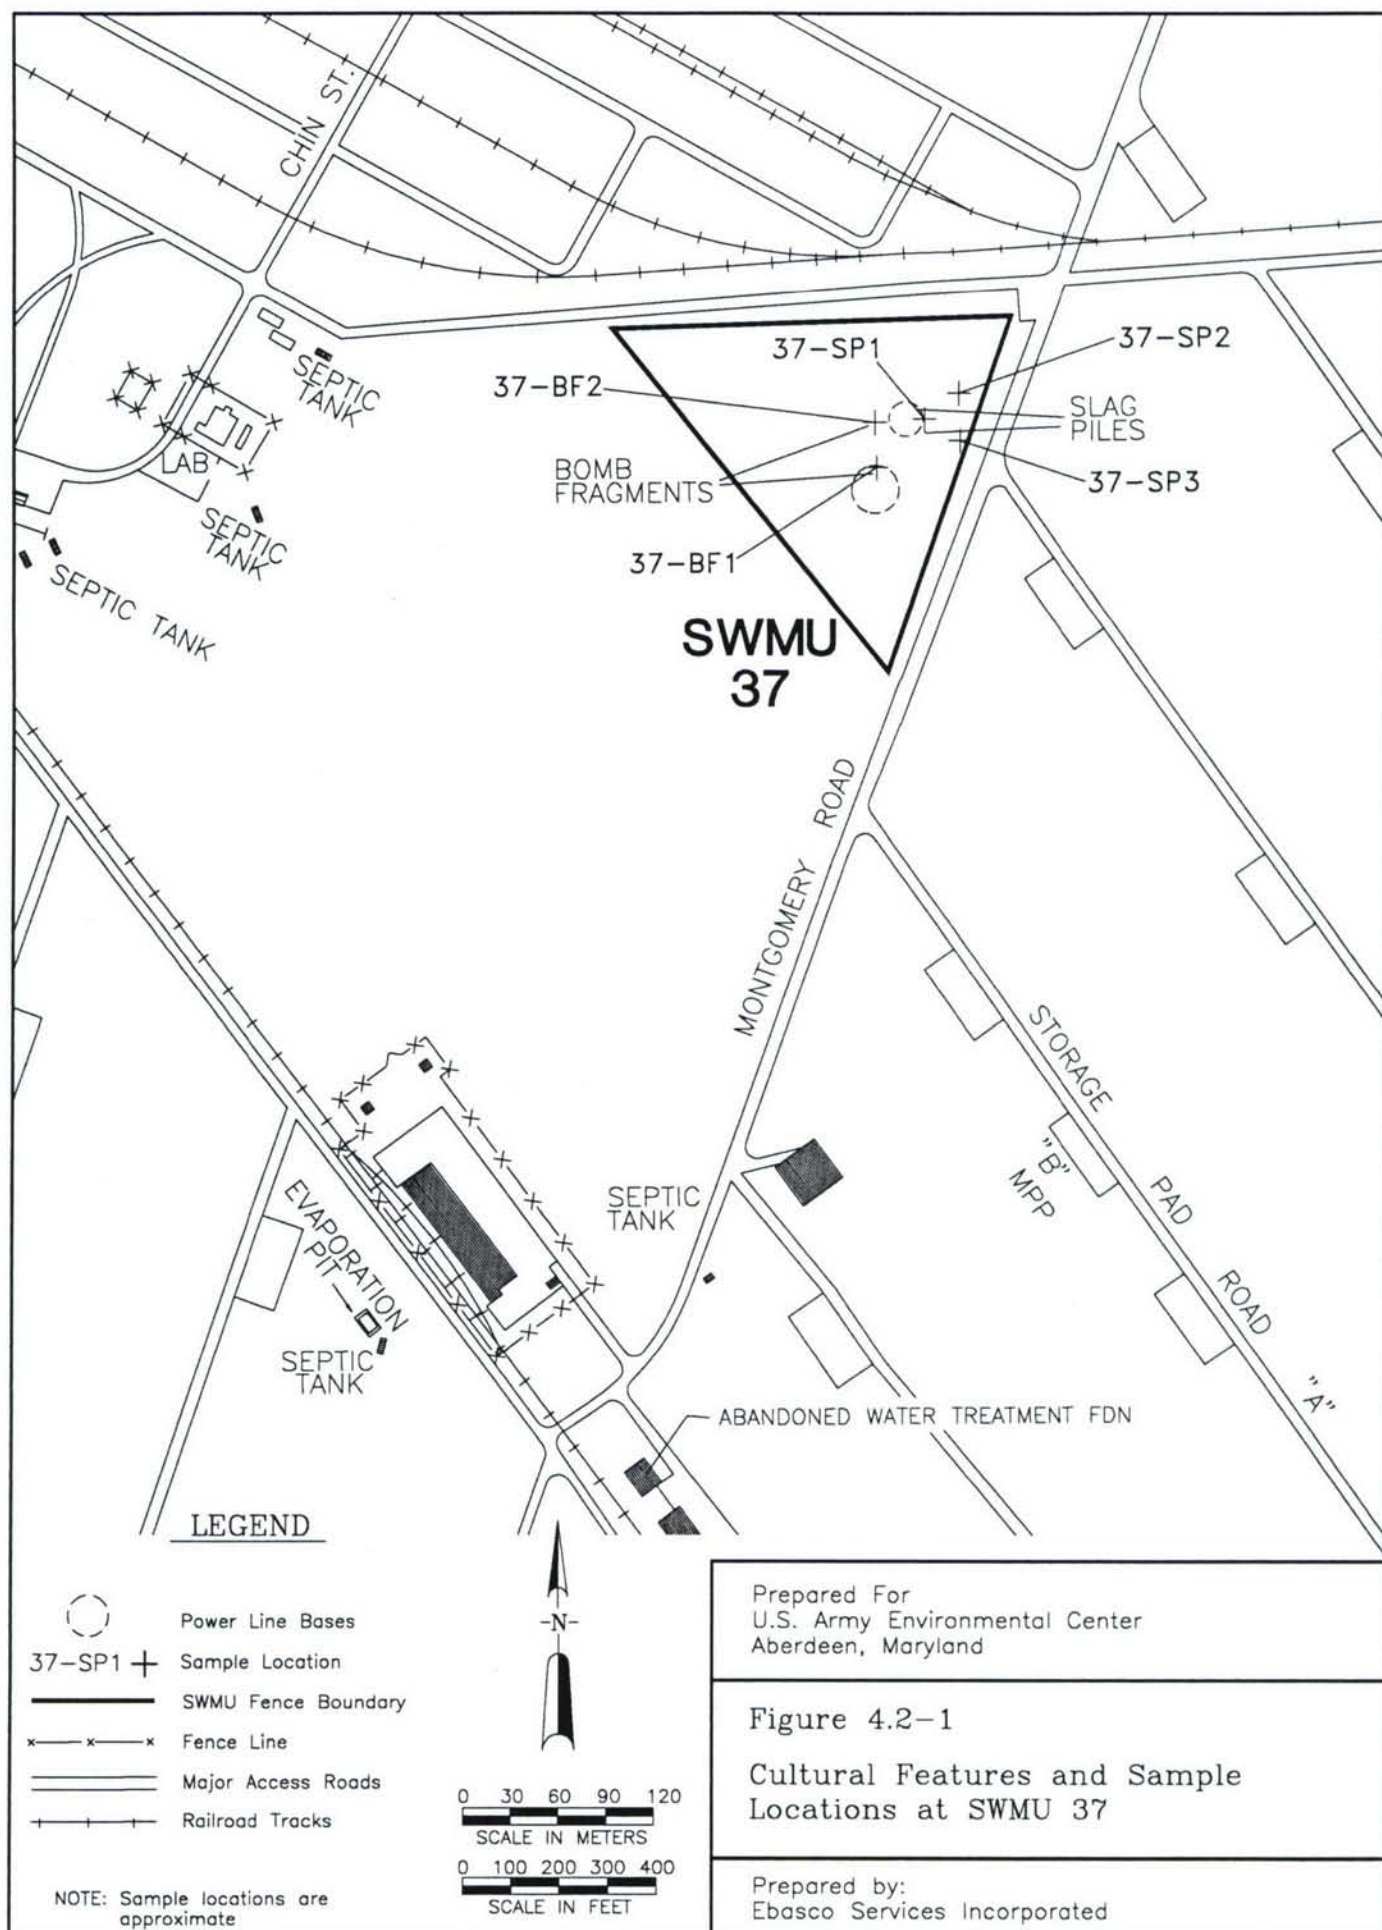 CHIN ST.
37-SP1
37-SP2
37-BF2
SLAG
PILES
SEPTIC
TANK
LAB
BOMB
FRAGMENTS
37-SP3
SEPTIC
TANK
37-BF1
SEPTIC TANK
SWMU
37
MONTGOMERY ROAD
STORAGE PAD ROAD "A"
"B"
MPP
EVAPORATION
PIT
SEPTIC
TANK
SEPTIC
TANK
ABANDONED WATER TREATMENT FDN
LEGEND
Power Line Bases
37-SP1 Sample Location
SWMU Fence Boundary
Fence Line
Major Access Roads
Railroad Tracks
NOTE: Sample locations are
approximate
-N-
0 30 60 90 120
SCALE IN METERS
0 100 200 300 400
SCALE IN FEET
Prepared For
U.S. Army Environmental Center
Aberdeen, Maryland
Figure 4.2-1
Cultural Features and Sample
Locations at SWMU 37
Prepared by:
Ebasco Services Incorporated